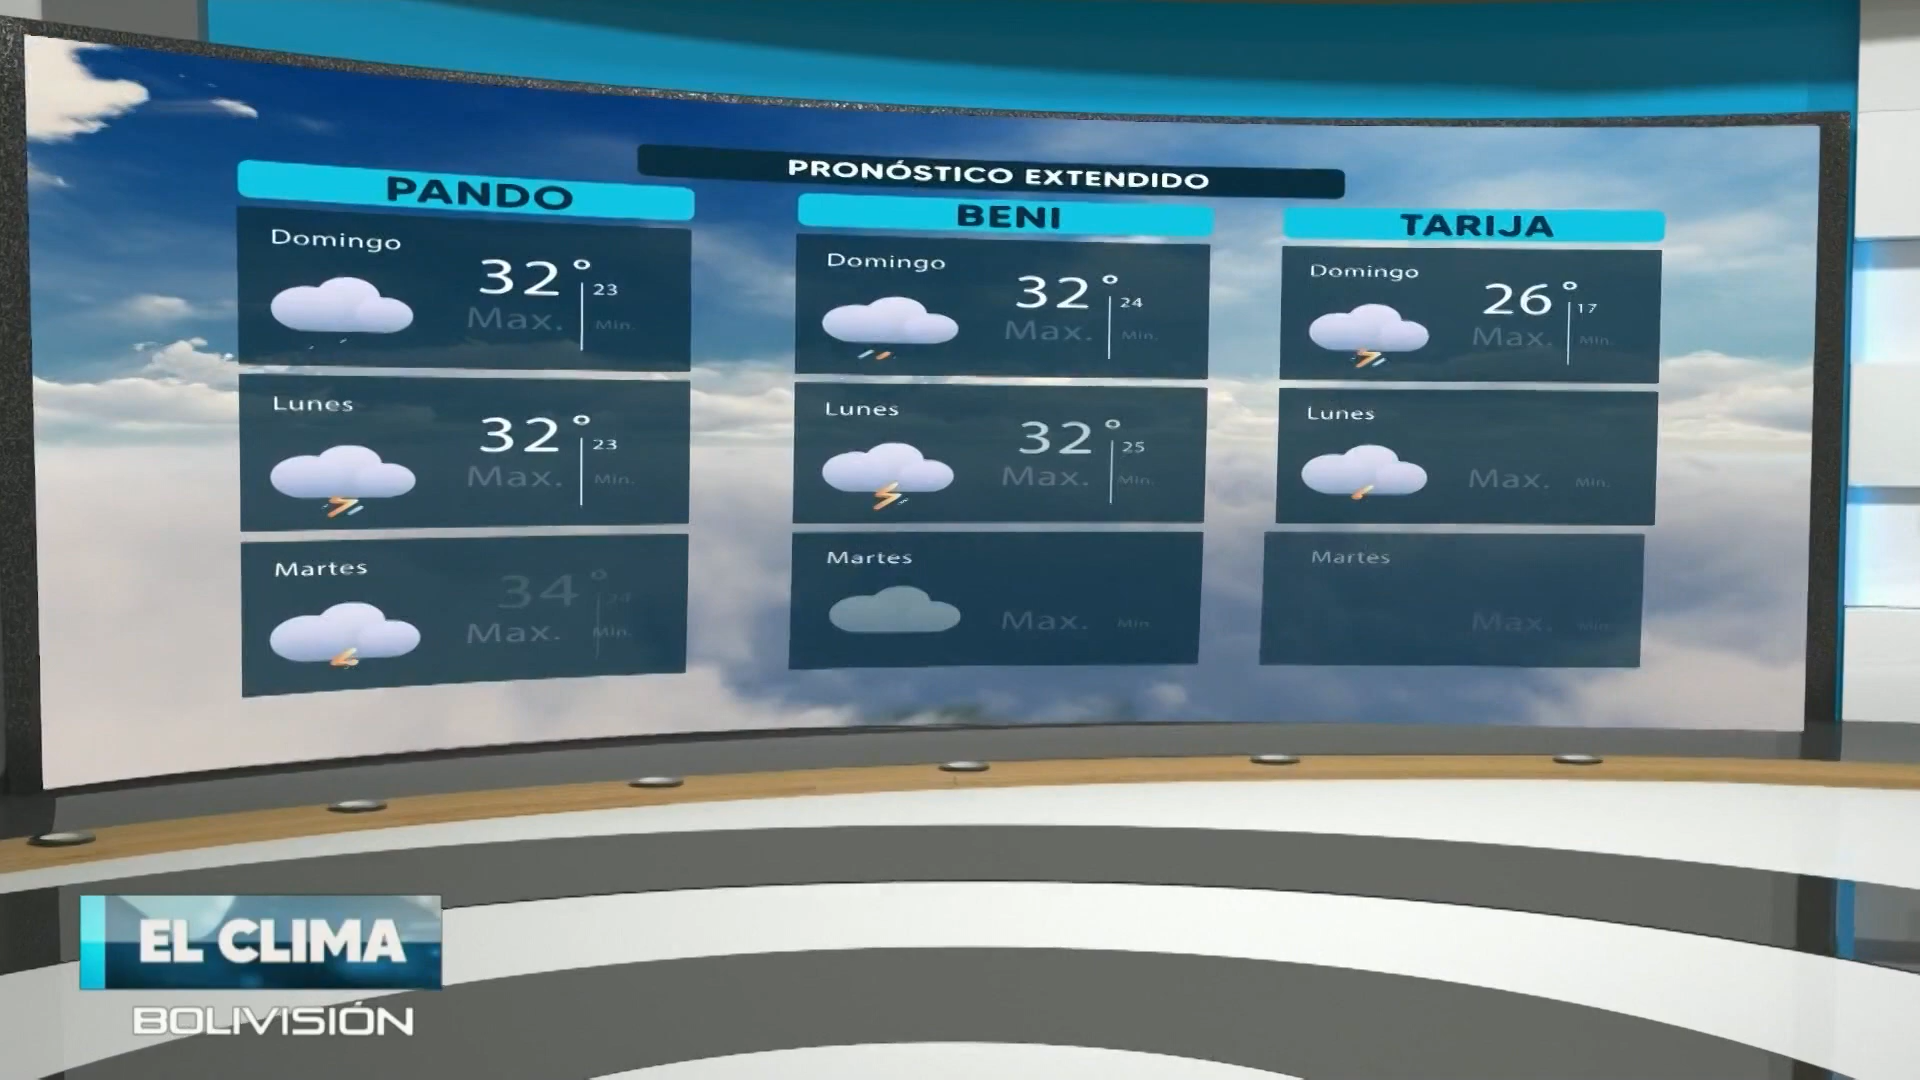 PRONÓSTICO EXTENDIDO
PANDO
Domingo
32°
23
Max.
Min.
Lunes
32°
23
Max.
Min.
Martes
34°
Max.
Min.
BENI
Domingo
32°
24
Max.
Min.
Lunes
32°
25
Max.
Min.
Martes
Max.
Min.
TARIJA
Domingo
26°
17
Max.
Min.
Lunes
Max.
Min.
Martes
Max.
Min.
EL CLIMA
BOLIVISIÓN